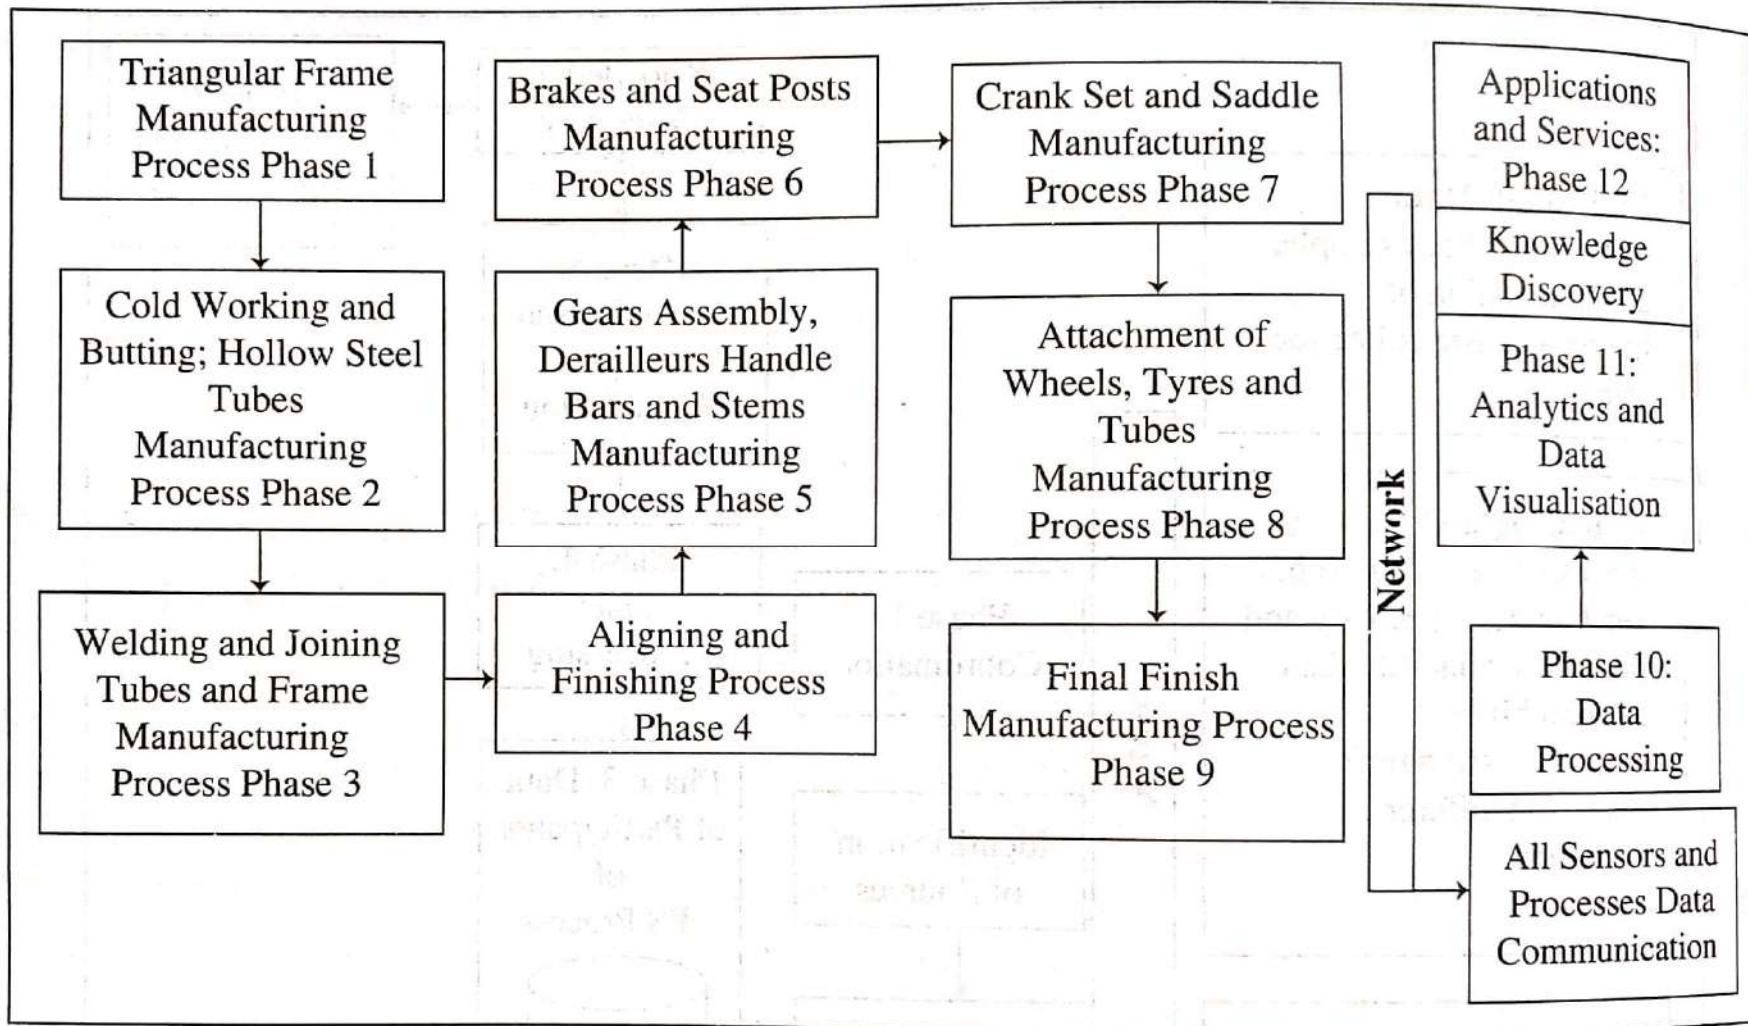 Triangular Frame
Manufacturing
Process Phase 1
Cold Working and
Butting; Hollow Steel
Tubes
Manufacturing
Process Phase 2
Welding and Joining
Tubes and Frame
Manufacturing
Process Phase 3
Aligning and
Finishing Process
Phase 4
Gears Assembly,
Derailleurs Handle
Bars and Stems
Manufacturing
Process Phase 5
Brakes and Seat Posts
Manufacturing
Process Phase 6
Crank Set and Saddle
Manufacturing
Process Phase 7
Attachment of
Wheels, Tyres and
Tubes
Manufacturing
Process Phase 8
Final Finish
Manufacturing Process
Phase 9
Network
Applications
and Services:
Phase 12
Knowledge
Discovery
Phase 11:
Analytics and
Data
Visualisation
Phase 10:
Data
Processing
All Sensors and
Processes Data
Communication